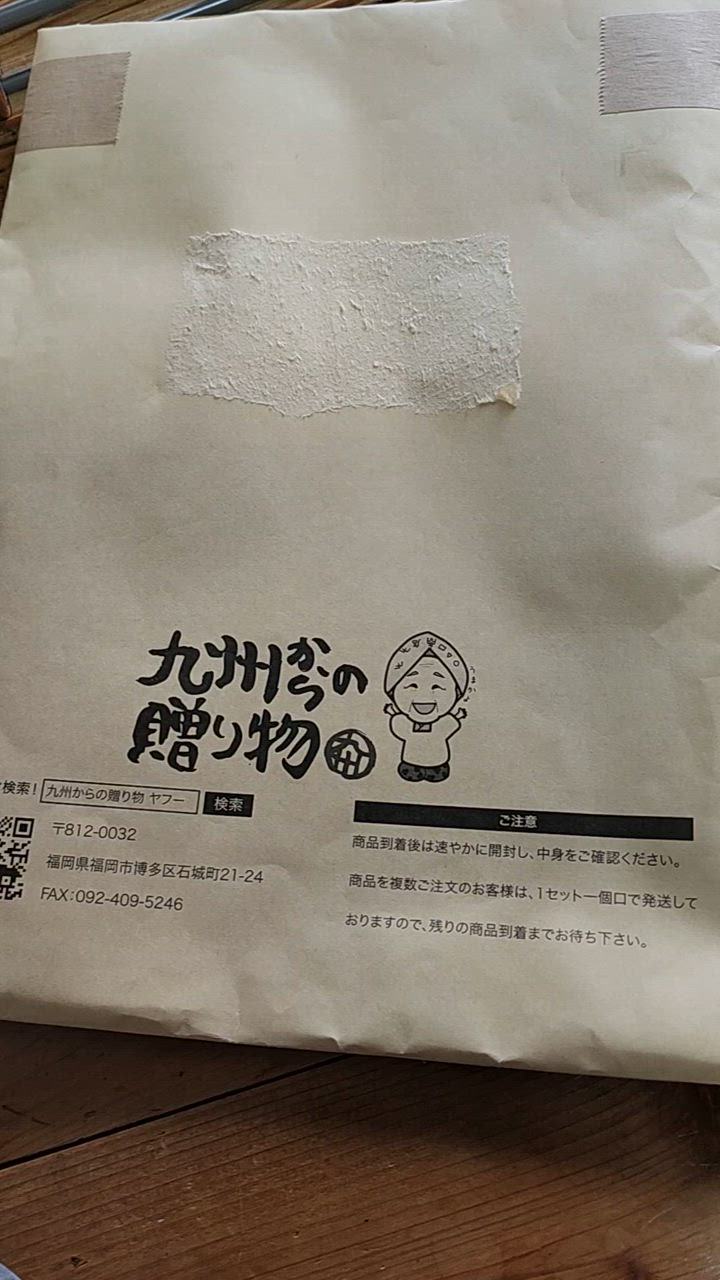 九州からの
贈り物
検索!
九州からの贈り物 ヤフー
検索
〒812-0032
福岡県福岡市博多区石城町21-24
FAX:092-409-5246
ご注意
商品到着後は速やかに開封し、中身をご確認ください。
商品を複数ご注文のお客様は、1セット一個口で発送して
おりますので、残りの商品到着までお待ち下さい。